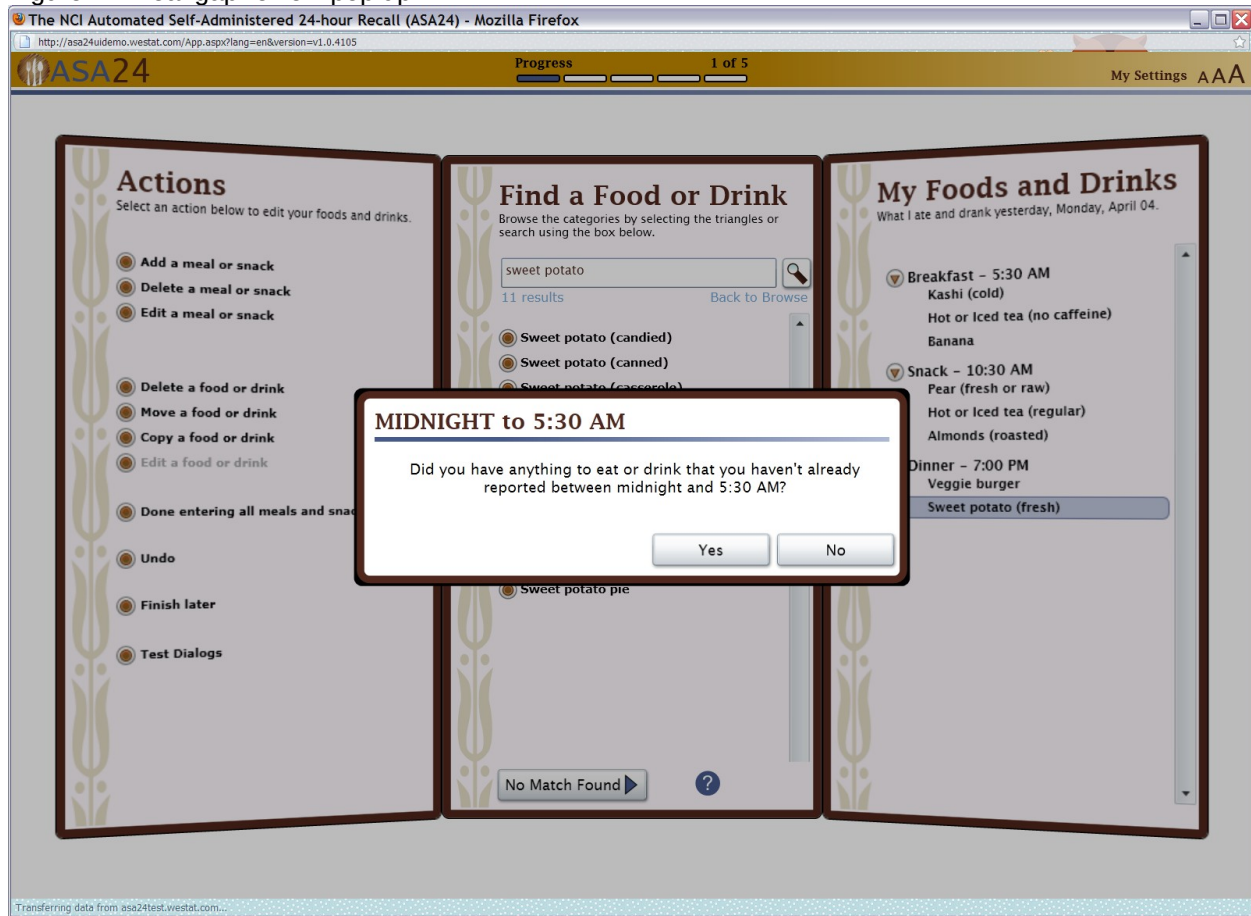 The NCI Automated Self-Administered 24-hour Recall (ASA24) - Mozilla Firefox
http://asa24uidemo.westat.com/App.aspx?lang=en&version=v1.0.4105
ASA24
Progress 1 of 5
My Settings A A A
Actions
Select an action below to edit your foods and drinks.
Add a meal or snack
Delete a meal or snack
Edit a meal or snack
Delete a food or drink
Move a food or drink
Copy a food or drink
Edit a food or drink
Done entering all meals and snac
Undo
Finish later
Test Dialogs
Find a Food or Drink
Browse the categories by selecting the triangles or
search using the box below.
sweet potato
11 results Back to Browse
Sweet potato (candied)
Sweet potato (canned)
Sweet potato (casserole)
MIDNIGHT to 5:30 AM
Did you have anything to eat or drink that you haven't already
reported between midnight and 5:30 AM?
Yes No
Sweet potato pie
No Match Found
?
My Foods and Drinks
What I ate and drank yesterday, Monday, April 04.
Breakfast – 5:30 AM
Kashi (cold)
Hot or Iced tea (no caffeine)
Banana
Snack – 10:30 AM
Pear (fresh or raw)
Hot or Iced tea (regular)
Almonds (roasted)
Dinner – 7:00 PM
Veggie burger
Sweet potato (fresh)
Transferring data from asa24test.westat.com...